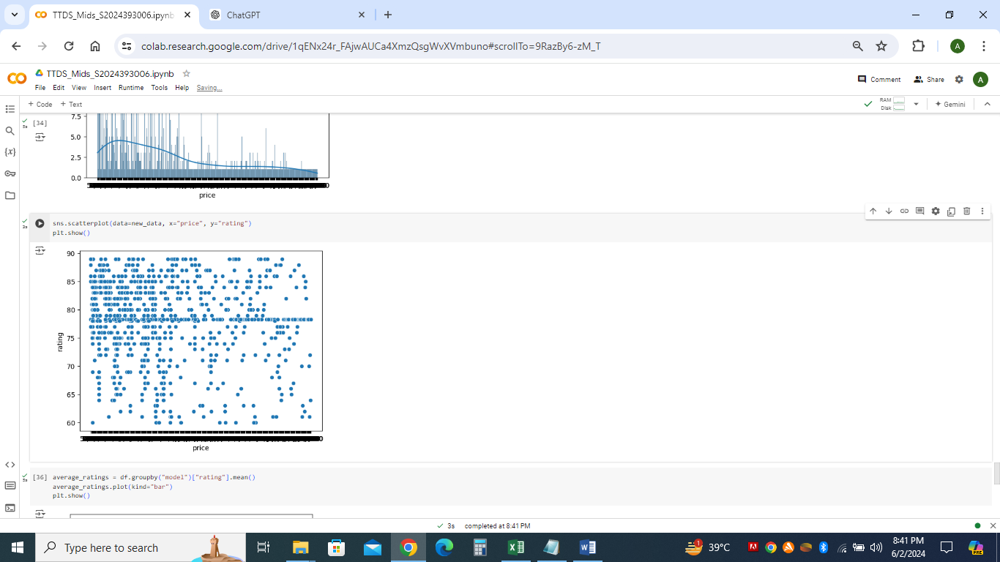 TTDS_Mids_S2024393006.ipynb
ChatGPT
colab.research.google.com/drive/1qENx24r_FAjwAUCa4XmzQsgWvXVmbuno#scrollTo=9RazBy6-zM_T
A
TTDS_Mids_S2024393006.ipynb
File Edit View Insert Runtime Tools Help Saving...
Comment Share A
+ Code + Text
RAM
Disk
Gemini
[34]
3s
7.5
5.0
2.5
0.0
price
3s
sns.scatterplot(data=new_data, x="price", y="rating")
plt.show()
90
85
80
75
70
65
60
rating
price
[36] average_ratings = df.groupby("model")["rating"].mean()
3s
average_ratings.plot(kind="bar")
plt.show()
3s completed at 8:41 PM
Type here to search
39°C
8:41 PM
6/2/2024
PRE